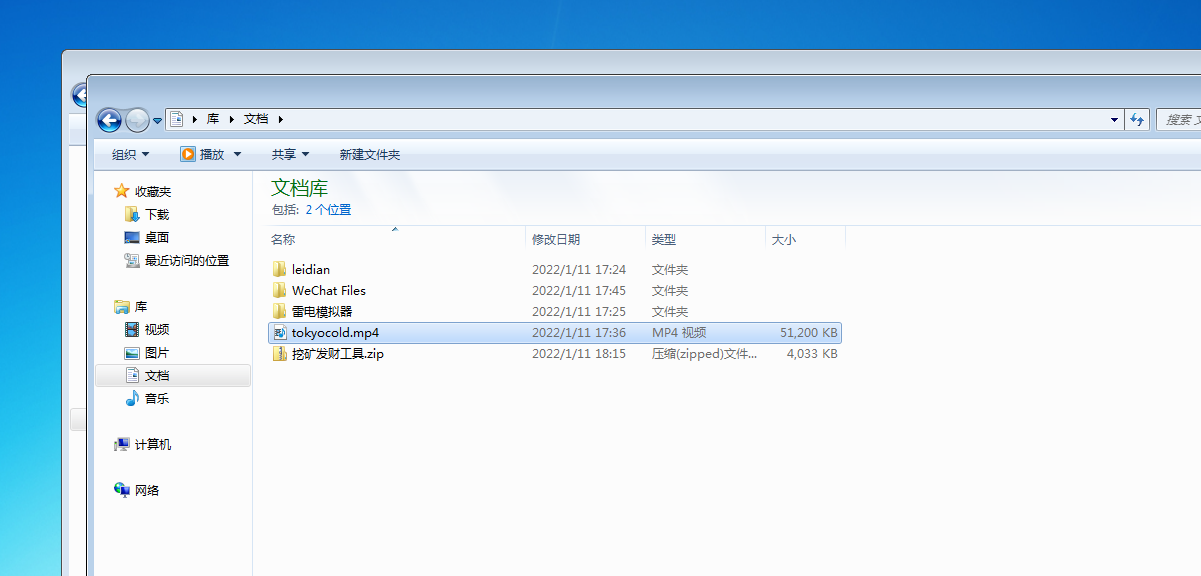 库 文档 搜索 文
组织 播放 共享 新建文件夹
收藏夹
下载
桌面
最近访问的位置
库
视频
图片
文档
音乐
计算机
网络
文档库
包括: 2 个位置
名称 修改日期 类型 大小
leidian 2022/1/11 17:24 文件夹
WeChat Files 2022/1/11 17:45 文件夹
雷电模拟器 2022/1/11 17:25 文件夹
tokyocold.mp4 2022/1/11 17:36 MP4 视频 51,200 KB
挖矿发财工具.zip 2022/1/11 18:15 压缩(zipped)文件... 4,033 KB